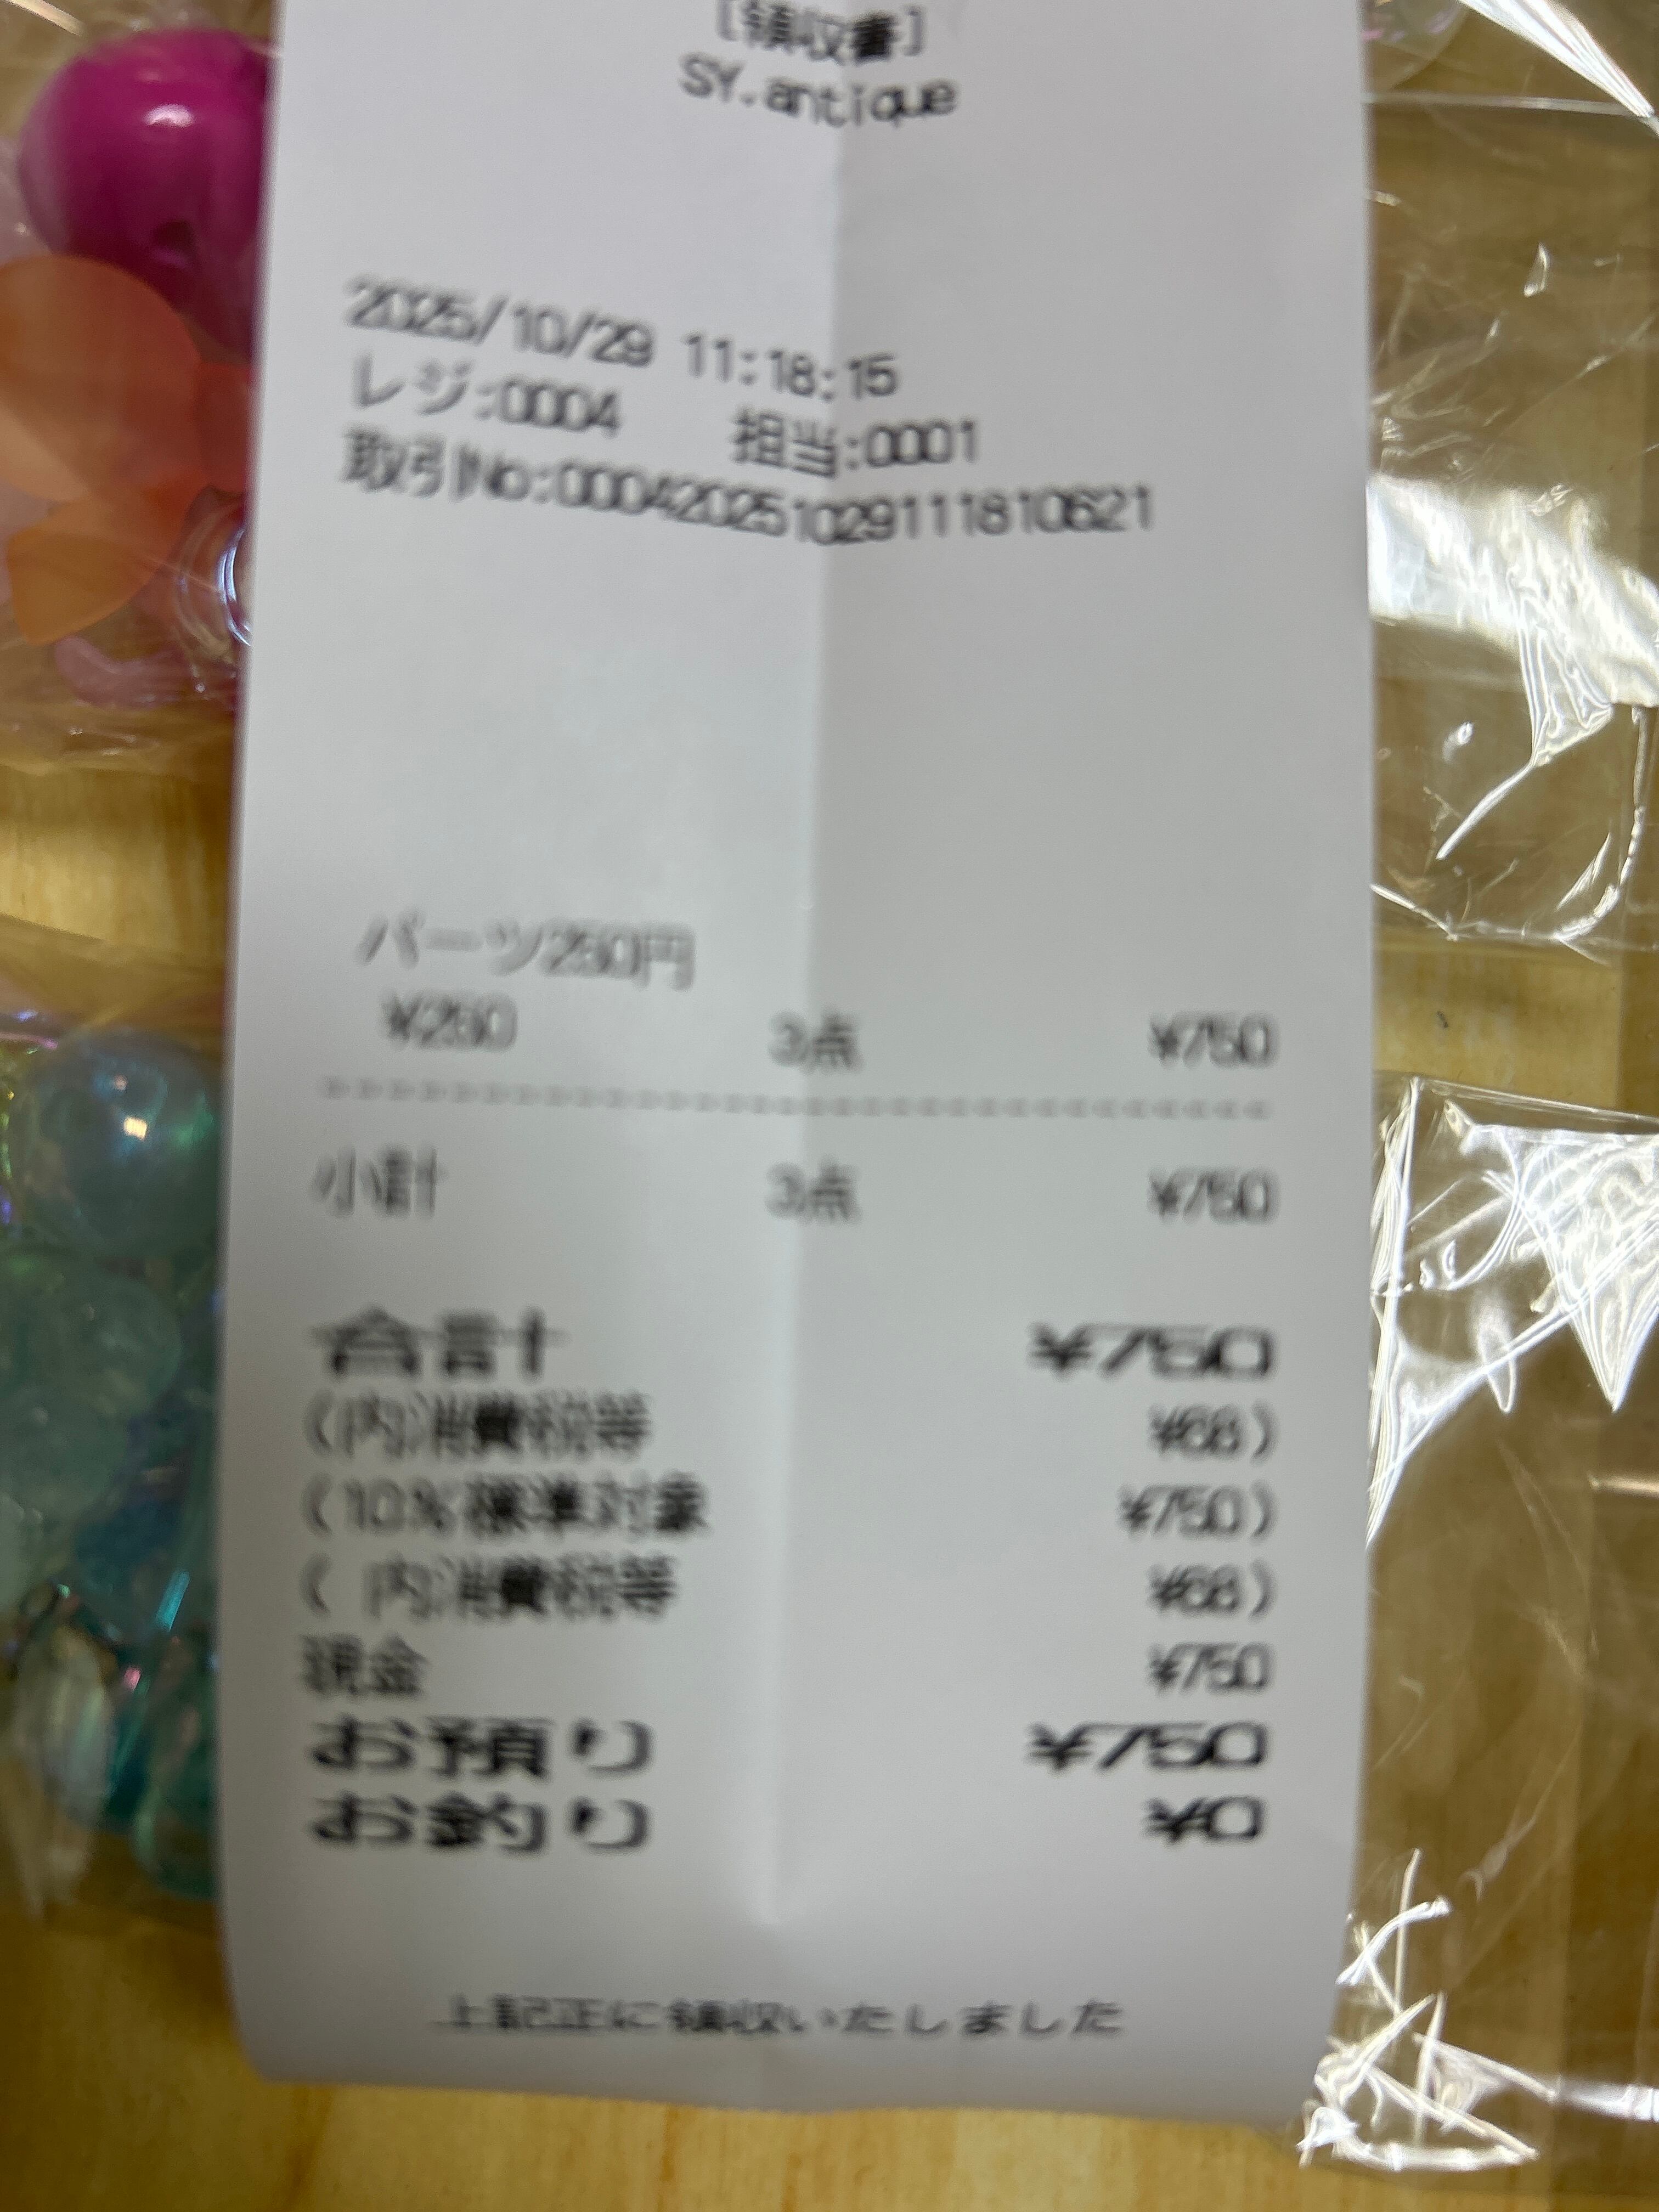 [領収書]
SY.antique
2025/10/29 11:18:15
レジ:0004 担当:0001
取引No:00042025102911181062​1
パーツ250円
¥250 3点 ¥750
小計 3点 ¥750
合計 ¥750
(内消費税等 ¥68)
(10%標準対象 ¥750)
( 内消費税等 ¥68)
現金 ¥750
お預り ¥750
お釣り ¥0
上記正に領収いたしました